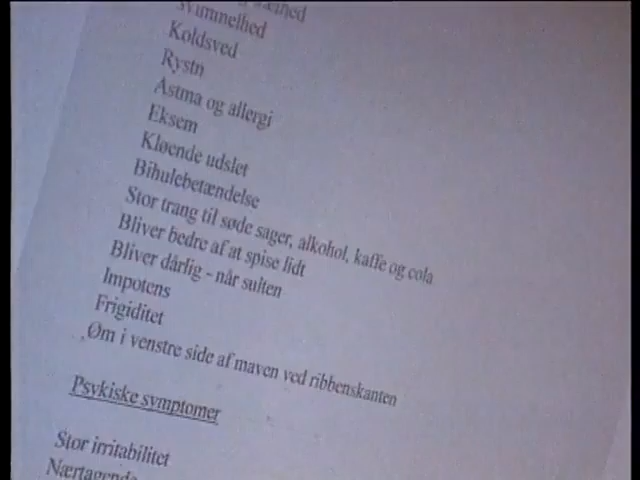 Svimmelhed
Koldsved
Rysten
Astma og allergi
Eksem
Kløende udslet
Bihulebetændelse
Stor trang til søde sager, alkohol, kaffe og cola
Bliver bedre af at spise lidt
Bliver dårlig - når sulten
Impotens
Frigiditet
Øm i venstre side af maven ved ribbenskanten
Psykiske symptomer
Stor irritabilitet
Nærtagende